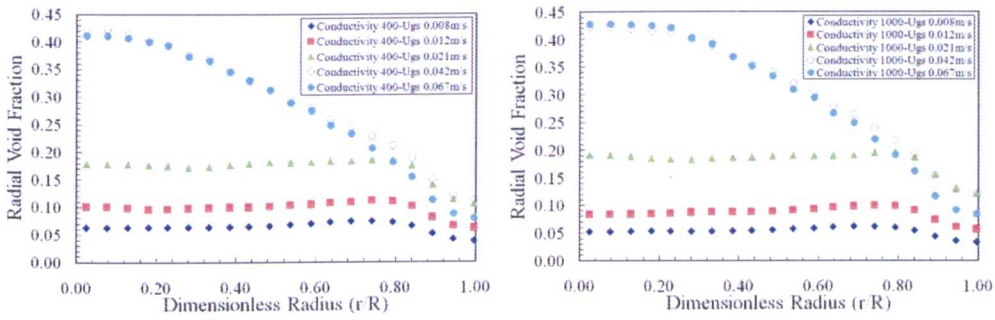 Radial Void Fraction
0.45
0.40
0.35
0.30
0.25
0.20
0.15
0.10
0.05
0.00
Conductivity 400-Ugs 0.008m/s
Conductivity 400-Ugs 0.012m/s
Conductivity 400-Ugs 0.021m/s
Conductivity 400-Ugs 0.042m/s
Conductivity 400-Ugs 0.067m/s
0.00 0.20 0.40 0.60 0.80 1.00
Dimensionless Radius (r/R)
Radial Void Fraction
0.45
0.40
0.35
0.30
0.25
0.20
0.15
0.10
0.05
0.00
Conductivity 1000-Ugs 0.008m/s
Conductivity 1000-Ugs 0.012m/s
Conductivity 1000-Ugs 0.021m/s
Conductivity 1000-Ugs 0.042m/s
Conductivity 1000-Ugs 0.067m/s
0.00 0.20 0.40 0.60 0.80 1.00
Dimensionless Radius (r/R)